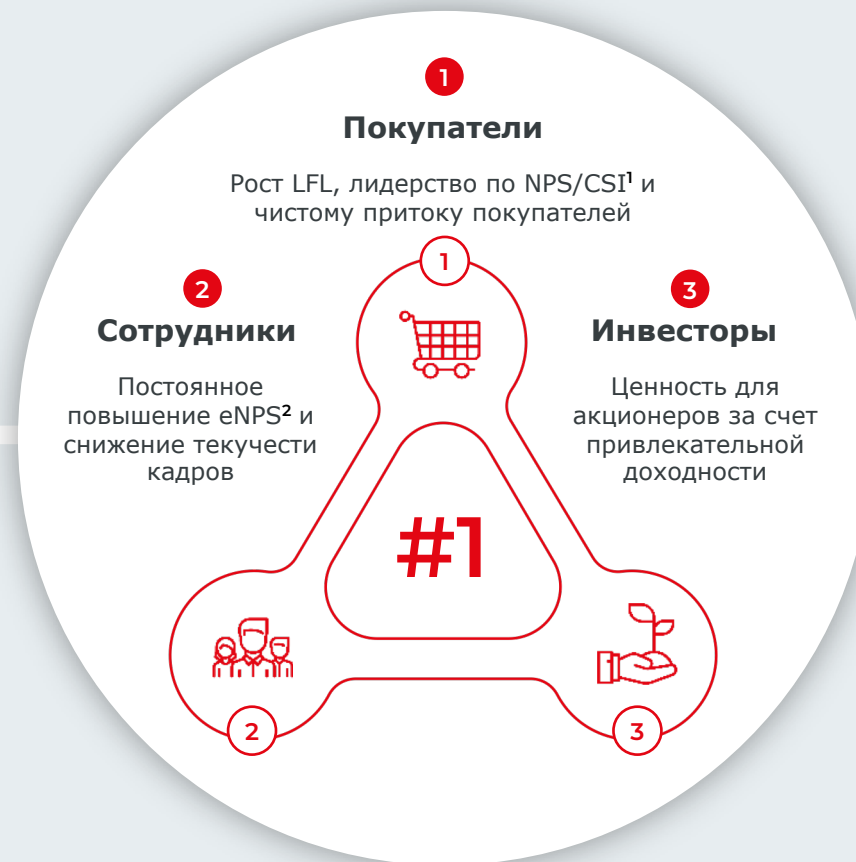 1
Покупатели
Рост LFL, лидерство по NPS/CSI¹ и
чистому притоку покупателей
1
2
Сотрудники
Постоянное
повышение eNPS² и
снижение текучести
кадров
3
Инвесторы
Ценность для
акционеров за счет
привлекательной
доходности
#1
2
3